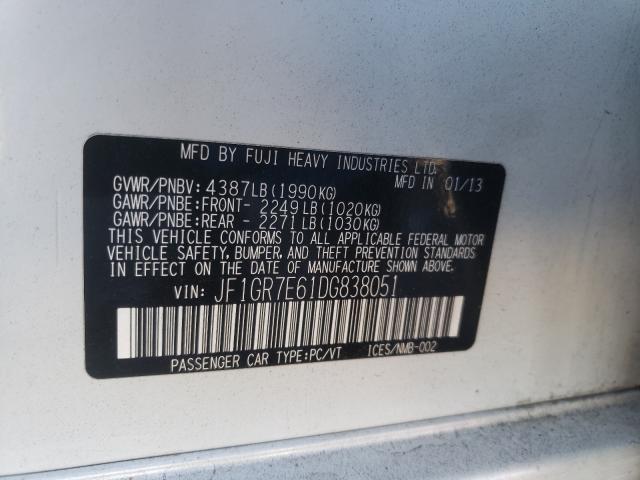 MFD BY FUJI HEAVY INDUSTRIES LTD.
GVWR/PNBV: 4387LB(1990KG) MFD IN 01/13
GAWR/PNBE:FRONT- 2249LB(1020KG)
GAWR/PNBE:REAR - 2271LB(1030KG)
THIS VEHICLE CONFORMS TO ALL APPLICABLE FEDERAL MOTOR
VEHICLE SAFETY, BUMPER, AND THEFT PREVENTION STANDARDS
IN EFFECT ON THE DATE OF MANUFACTURE SHOWN ABOVE.
VIN: JF1GR7E61DG838051
PASSENGER CAR TYPE:PC/VT ICES/NMB-002